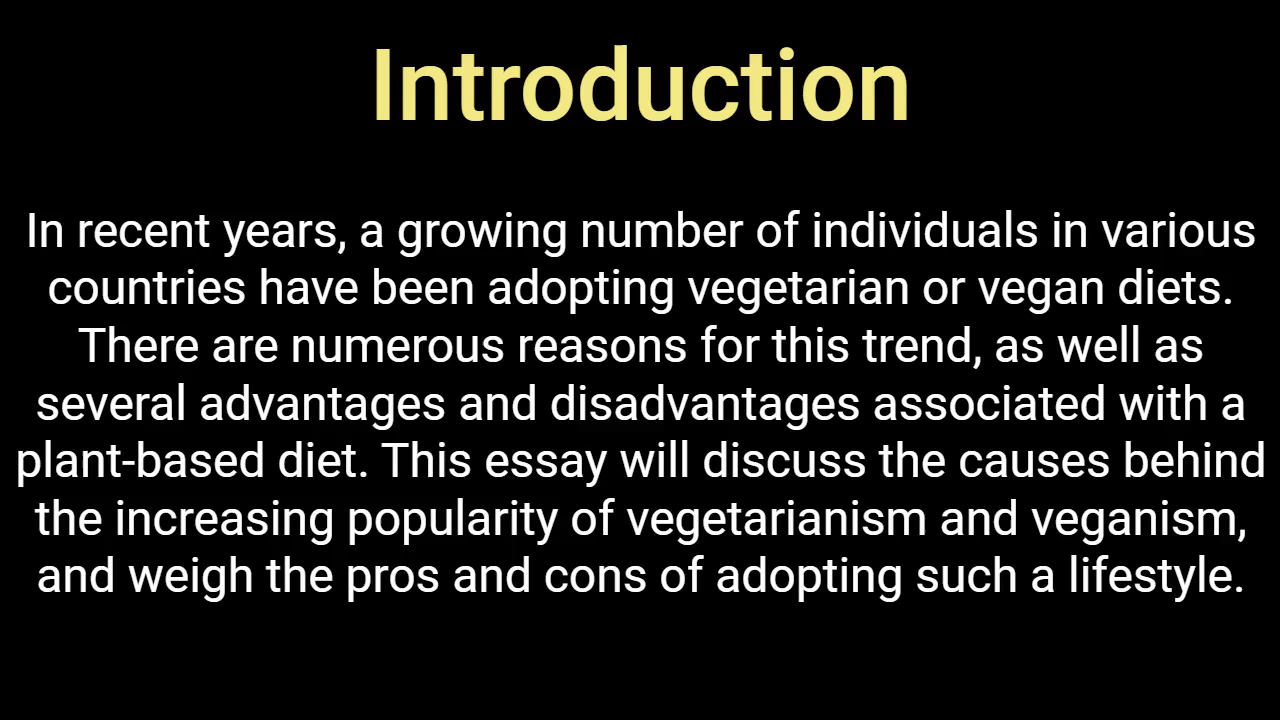 Introduction
In recent years, a growing number of individuals in various
countries have been adopting vegetarian or vegan diets.
There are numerous reasons for this trend, as well as
several advantages and disadvantages associated with a
plant-based diet. This essay will discuss the causes behind
the increasing popularity of vegetarianism and veganism,
and weigh the pros and cons of adopting such a lifestyle.